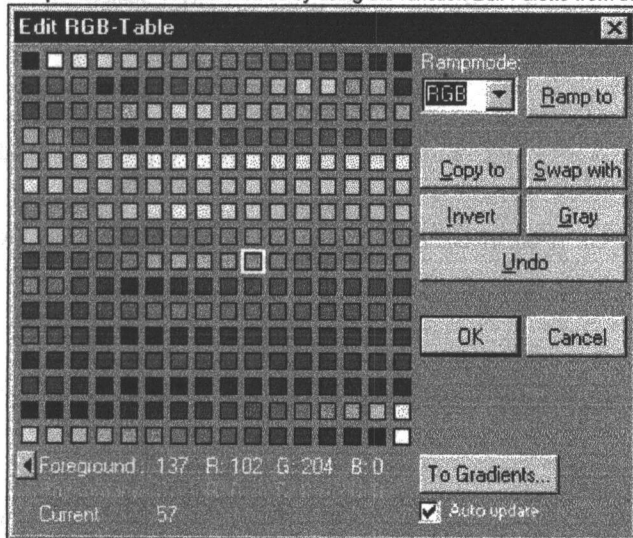 Edit RGB-Table
Rampmode:
RGB
Ramp to
Copy to
Swap with
Invert
Gray
Undo
OK
Cancel
Foreground: 137 R: 102 G: 204 B: 0
To Gradients...
Current 57
Auto update